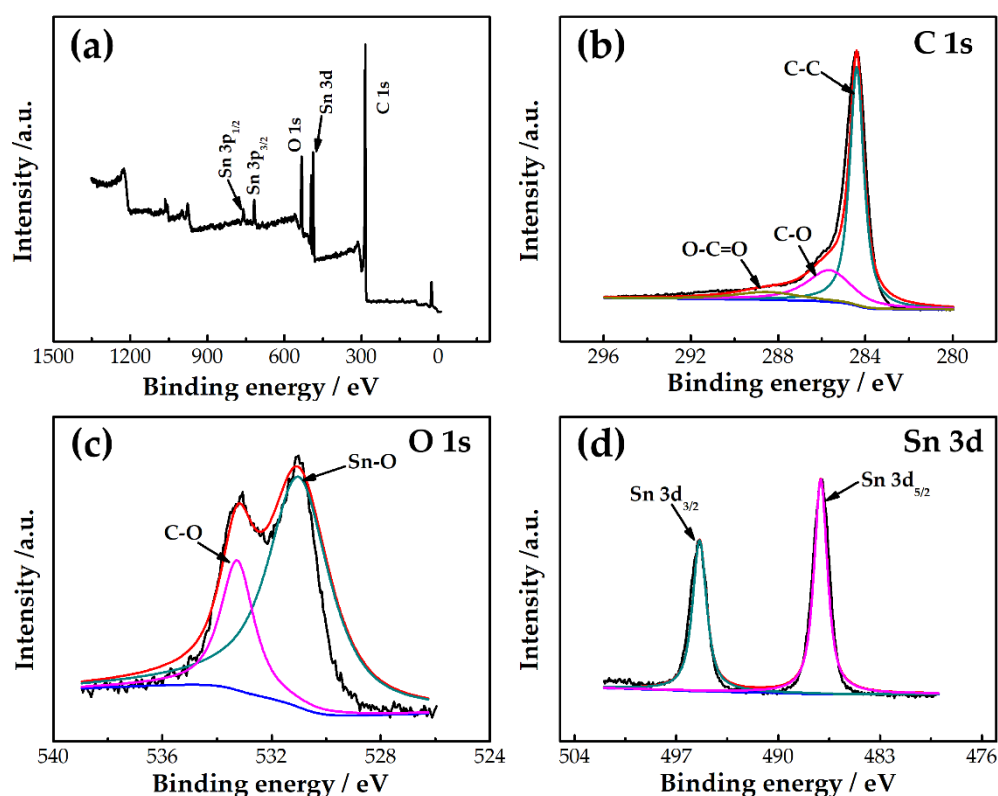 (a)
Intensity /a.u.
Sn 3p1/2
Sn 3p3/2
O 1s
Sn 3d
C 1s
1500 1200 900 600 300 0
Binding energy / eV
(b)
C 1s
Intensity /a.u.
C-C
C-O
O-C=O
296 292 288 284 280
Binding energy / eV
(c)
O 1s
Intensity /a.u.
Sn-O
C-O
540 536 532 528 524
Binding energy / eV
(d)
Sn 3d
Intensity /a.u.
Sn 3d3/2
Sn 3d5/2
504 497 490 483 476
Binding energy / eV